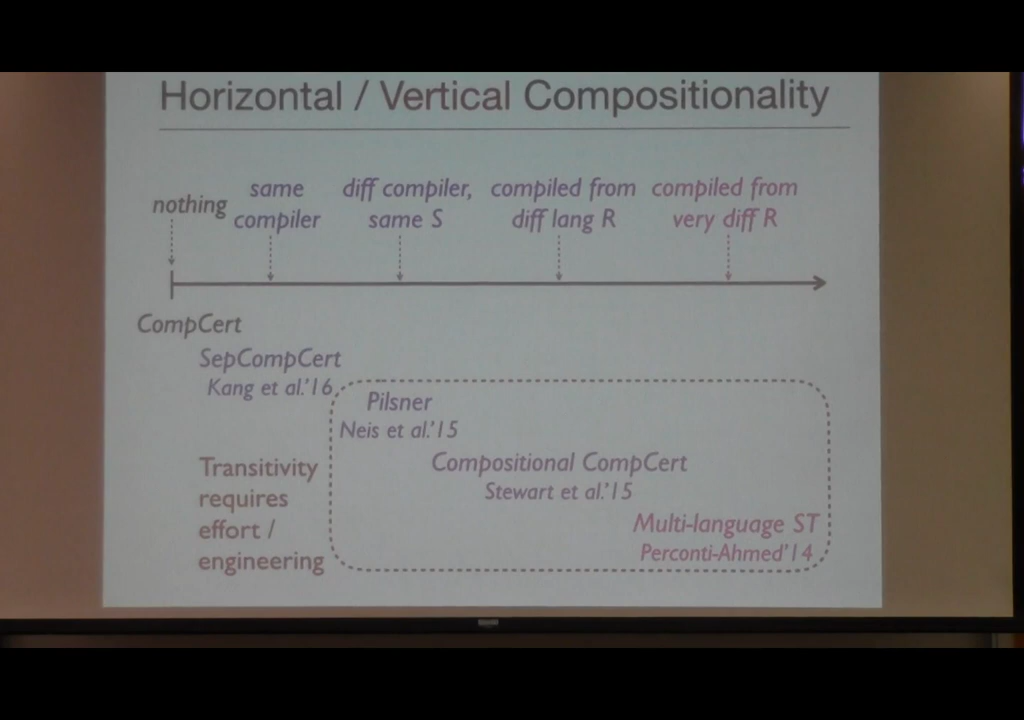 Horizontal / Vertical Compositionality
nothing
same
compiler
diff compiler,
same S
compiled from
diff lang R
compiled from
very diff R
CompCert
SepCompCert
Kang et al.'16
Pilsner
Neis et al.'15
Compositional CompCert
Stewart et al.'15
Multi-language ST
Perconti-Ahmed'14
Transitivity
requires
effort /
engineering